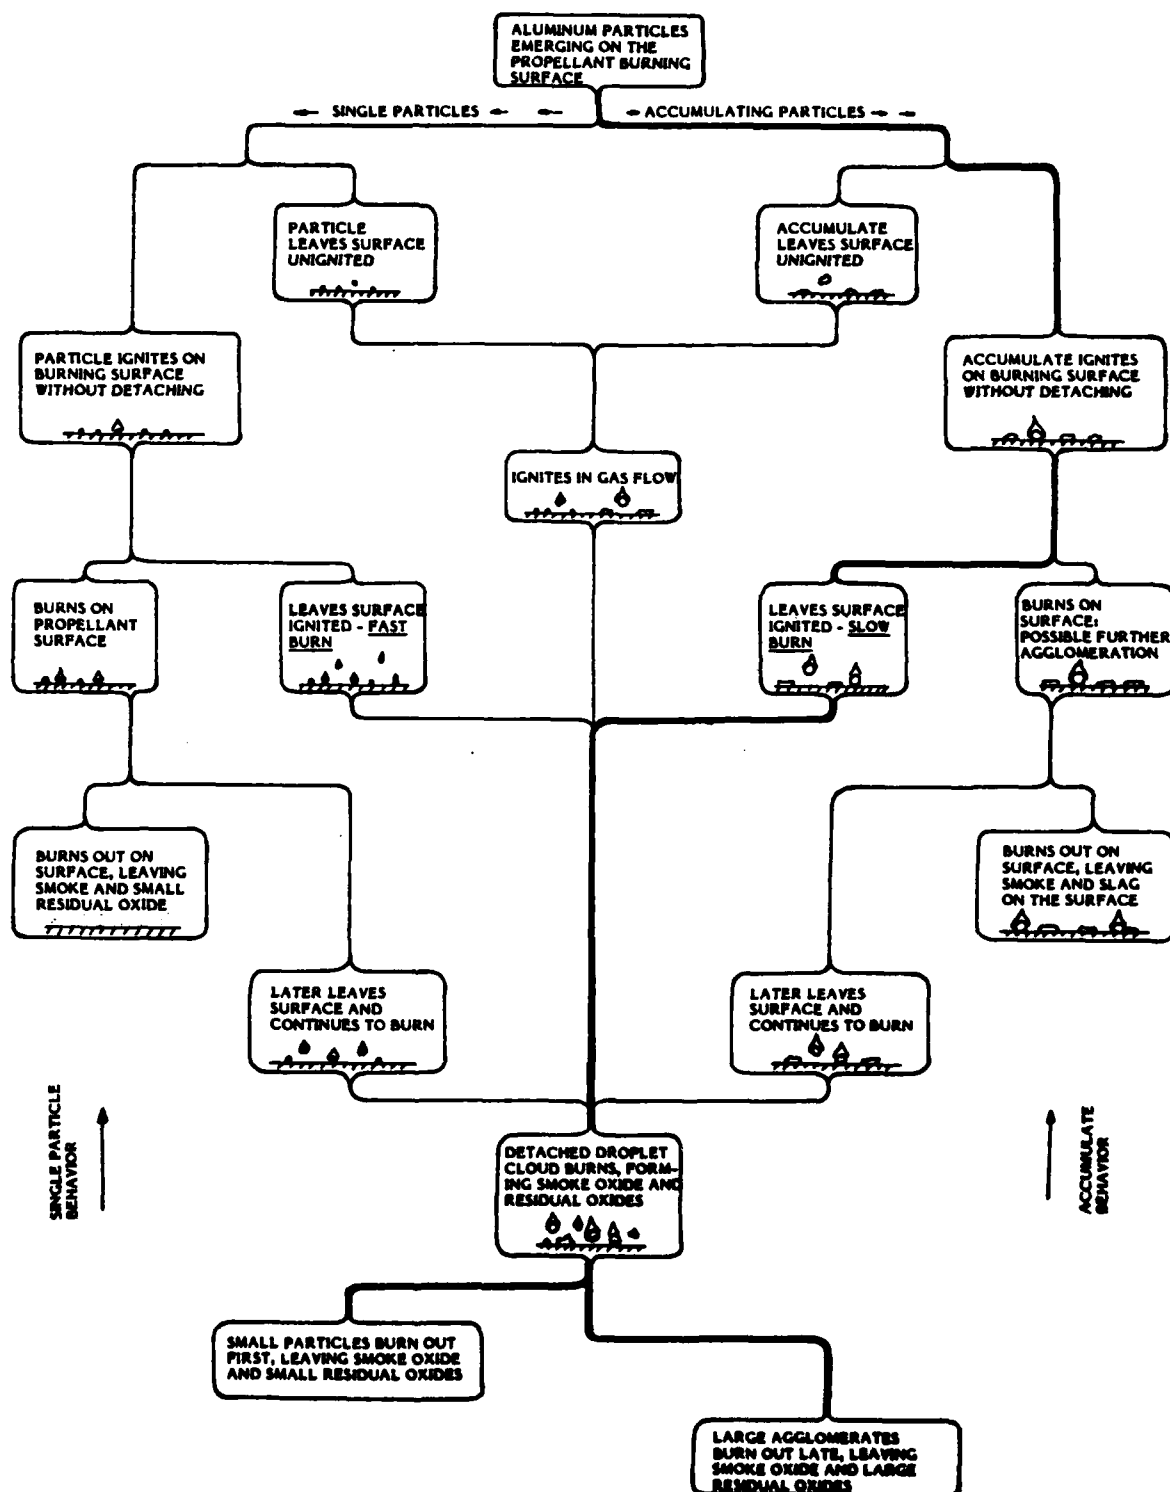 ALUMINUM PARTICLES
EMERGING ON THE
PROPELLANT BURNING
SURFACE
SINGLE PARTICLES
ACCUMULATING PARTICLES
PARTICLE
LEAVES SURFACE
UNIGNITED
ACCUMULATE
LEAVES SURFACE
UNIGNITED
PARTICLE IGNITES ON
BURNING SURFACE
WITHOUT DETACHING
ACCUMULATE IGNITES
ON BURNING SURFACE
WITHOUT DETACHING
IGNITES IN GAS FLOW
BURNS ON
PROPELLANT
SURFACE
LEAVES SURFACE
IGNITED - FAST
BURN
LEAVES SURFACE
IGNITED - SLOW
BURN
BURNS ON
SURFACE:
POSSIBLE FURTHER
AGGLOMERATION
BURNS OUT ON
SURFACE, LEAVING
SMOKE AND SMALL
RESIDUAL OXIDE
BURNS OUT ON
SURFACE, LEAVING
SMOKE AND SLAG
ON THE SURFACE
LATER LEAVES
SURFACE AND
CONTINUES TO BURN
LATER LEAVES
SURFACE AND
CONTINUES TO BURN
SINGLE PARTICLE
BEHAVIOR
ACCUMULATE
BEHAVIOR
DETACHED DROPLET
CLOUD BURNS, FORM-
ING SMOKE OXIDE AND
RESIDUAL OXIDES
SMALL PARTICLES BURN OUT
FIRST, LEAVING SMOKE OXIDE
AND SMALL RESIDUAL OXIDES
LARGE AGGLOMERATES
BURN OUT LATE, LEAVING
SMOKE OXIDE AND LARGE
RESIDUAL OXIDES